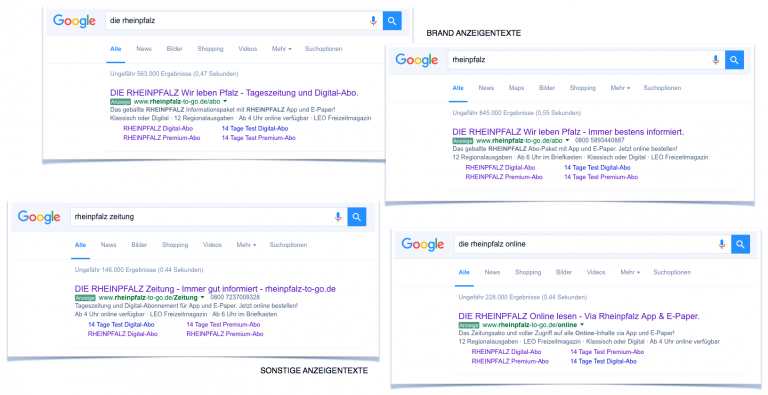 Google
die rheinpfalz
Alle News Bilder Shopping Videos Mehr Suchoptionen
Ungefähr 563.000 Ergebnisse (0,47 Sekunden)
DIE RHEINPFALZ Wir leben Pfalz - Tageszeitung und Digital-Abo.
Anzeige www.rheinpfalz-to-go.de/abo
Das geballte RHEINPFALZ Informationspaket mit RHEINPFALZ App und E-Paper!
Klassisch oder Digital · 12 Regionalausgaben · Ab 4 Uhr online verfügbar · LEO Freizeitmagazin
RHEINPFALZ Digital-Abo 14 Tage Test Digital-Abo
RHEINPFALZ Premium-Abo 14 Tage Test Premium-Abo
BRAND ANZEIGENTEXTE
Google
rheinpfalz
Alle News Maps Bilder Shopping Mehr Suchoptionen
Ungefähr 845.000 Ergebnisse (0,55 Sekunden)
DIE RHEINPFALZ Wir leben Pfalz - Immer bestens informiert.
Anzeige www.rheinpfalz-to-go.de/abo 0800 5893440887
Das geballte RHEINPFALZ Abo-Paket mit App und E-Paper. Jetzt online bestellen!
12 Regionalausgaben · Ab 6 Uhr im Briefkasten · Klassisch oder Digital · LEO Freizeitmagazin
RHEINPFALZ Digital-Abo 14 Tage Test Digital-Abo
RHEINPFALZ Premium-Abo 14 Tage Test Premium-Abo
Google
rheinpfalz zeitung
Alle News Bilder Shopping Videos Mehr Suchoptionen
Ungefähr 146.000 Ergebnisse (0,44 Sekunden)
DIE RHEINPFALZ Zeitung - Immer gut informiert - rheinpfalz-to-go.de
Anzeige www.rheinpfalz-to-go.de/Zeitung 0800 7237009328
Tageszeitung und Digital-Abonnement für App und E-Paper. Jetzt online bestellen!
Ab 4 Uhr online verfügbar · LEO Freizeitmagazin · Ab 6 Uhr im Briefkasten
14 Tage Test Digital-Abo 14 Tage Test Premium-Abo
RHEINPFALZ Premium-Abo RHEINPFALZ Digital-Abo
SONSTIGE ANZEIGENTEXTE
Google
die rheinpfalz online
Alle News Shopping Bilder Videos Mehr Suchoptionen
Ungefähr 228.000 Ergebnisse (0,44 Sekunden)
DIE RHEINPFALZ Online lesen - Via Rheinpfalz App & E-Paper.
Anzeige www.rheinpfalz-to-go.de/online
Das Zeitungsabo und voller Zugriff auf alle Online-Inhalte via App und E-Paper!
12 Regionalausgaben · LEO Freizeitmagazin · Klassisch oder Digital · Ab 4 Uhr online verfügbar
RHEINPFALZ Digital-Abo 14 Tage Test Premium-Abo
RHEINPFALZ Premium-Abo 14 Tage Test Digital-Abo